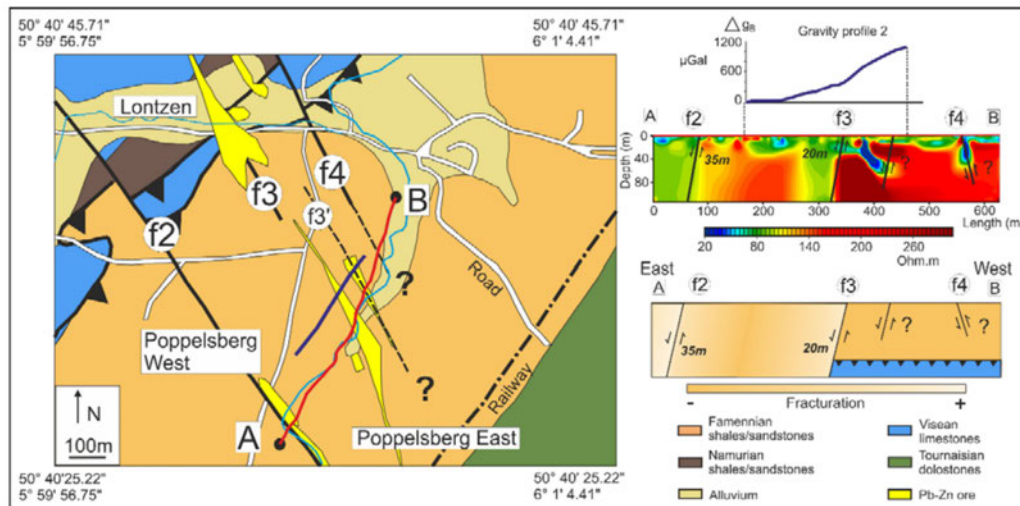 50° 40' 45.71"
5° 59' 56.75"
50° 40' 45.71"
6° 1' 4.41"
Lontzen
f3
f4
f3'
B
f2
?
Road
Poppelsberg
West
?
Railway
N
100m
A
Poppelsberg East
50° 40' 25.22"
5° 59' 56.75"
50° 40' 25.22"
6° 1' 4.41"
△ gB
Gravity profile 2
µGal
1200
600
0
A
f2
f3
f4
B
Depth (m)
0
40
80
35m
20m
?
?
0
100
200
300
400
500
600
Length (m)
20
80
140
200
260
Ohm.m
East
West
A
f2
f3
f4
B
35m
20m
?
?
-
Fracturation
+
Famennian
shales/sandstones
Namurian
shales/sandstones
Alluvium
Visean
limestones
Tournaisian
dolostones
Pb-Zn ore